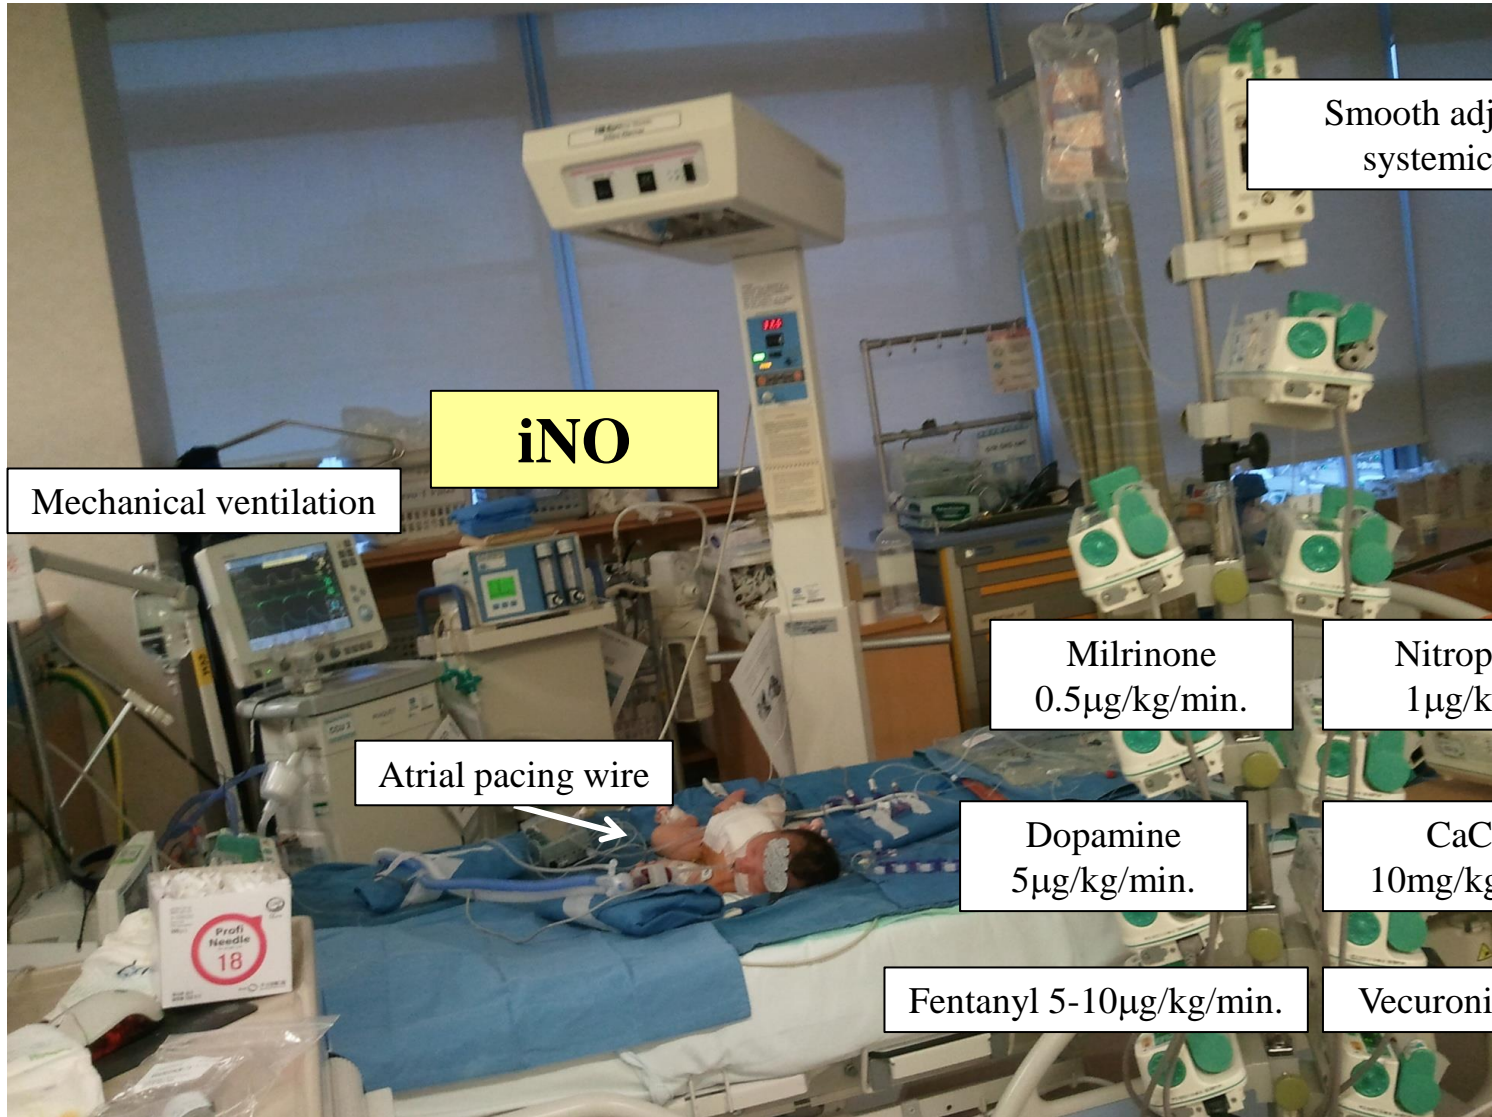 Smooth adj
systemic
iNO
Mechanical ventilation
Milrinone
0.5μg/kg/min.
Nitrop
1μg/k
Atrial pacing wire
Dopamine
5μg/kg/min.
CaC
10mg/kg
Profi
Needle
18
Fentanyl 5-10μg/kg/min.
Vecuroni